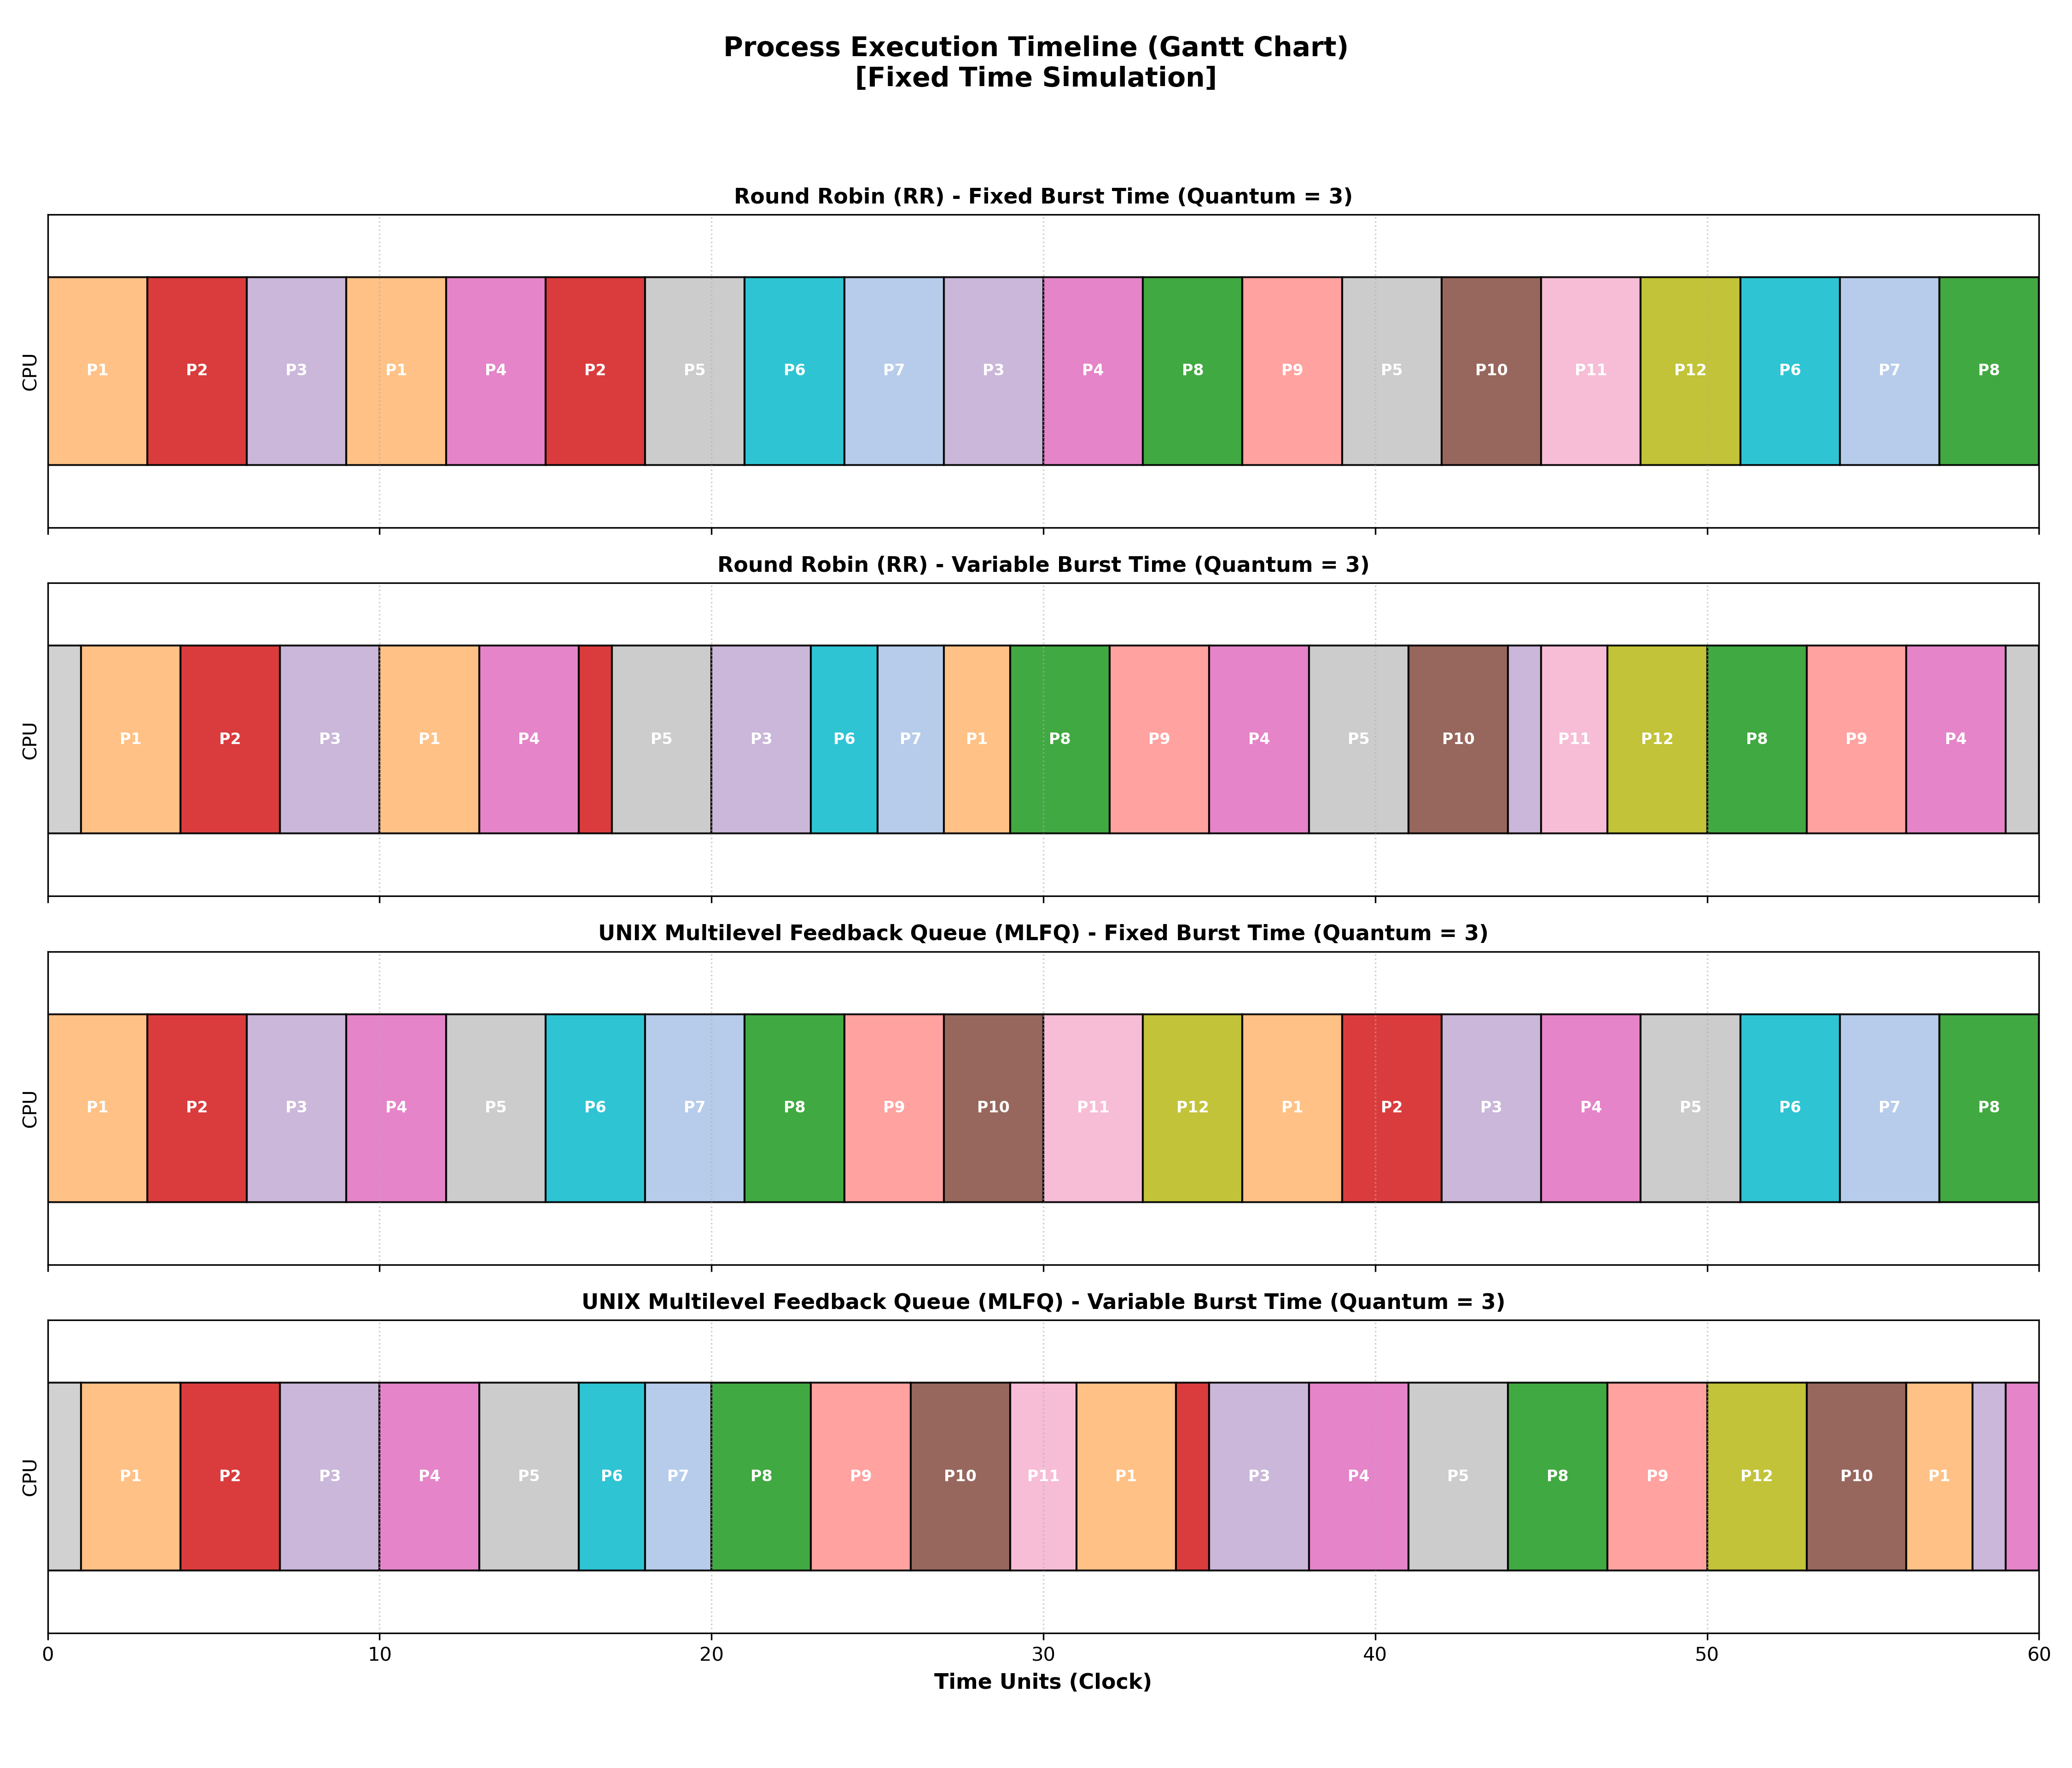 Process Execution Timeline (Gantt Chart)
[Fixed Time Simulation]
Round Robin (RR) - Fixed Burst Time (Quantum = 3)
CPU
P1 P2 P3 P1 P4 P2 P5 P6 P7 P3 P4 P8 P9 P5 P10 P11 P12 P6 P7 P8
Round Robin (RR) - Variable Burst Time (Quantum = 3)
CPU
P1 P2 P3 P1 P4 P5 P3 P6 P7 P1 P8 P9 P4 P5 P10 P11 P12 P8 P9 P4
UNIX Multilevel Feedback Queue (MLFQ) - Fixed Burst Time (Quantum = 3)
CPU
P1 P2 P3 P4 P5 P6 P7 P8 P9 P10 P11 P12 P1 P2 P3 P4 P5 P6 P7 P8
UNIX Multilevel Feedback Queue (MLFQ) - Variable Burst Time (Quantum = 3)
CPU
P1 P2 P3 P4 P5 P6 P7 P8 P9 P10 P11 P1 P3 P4 P5 P8 P9 P12 P10 P1
0 10 20 30 40 50 60
Time Units (Clock)